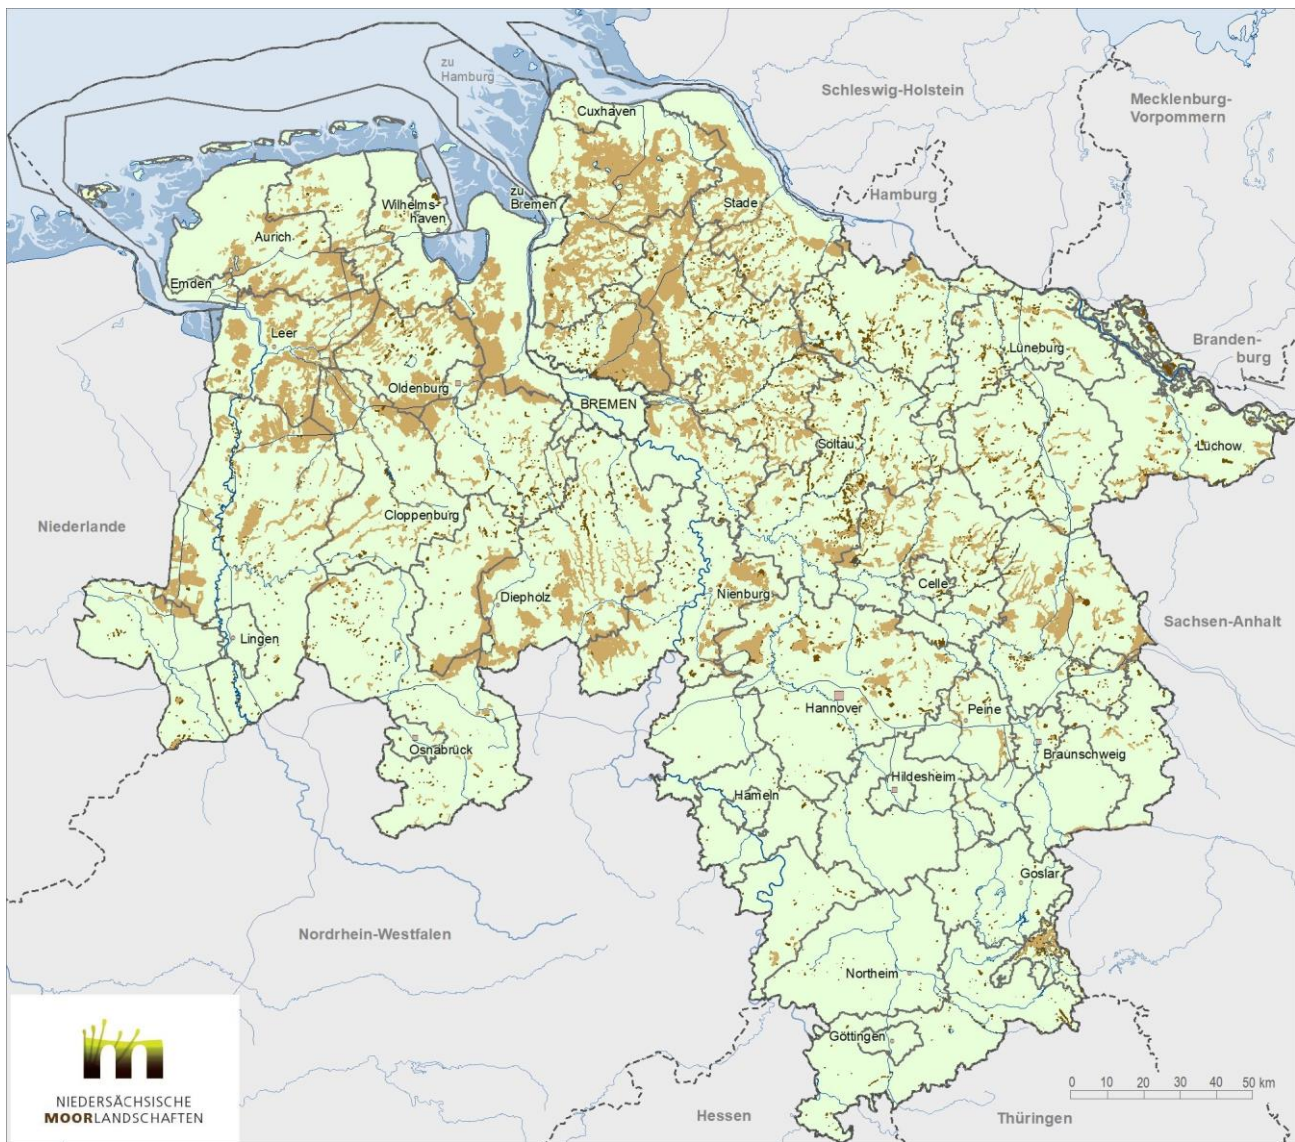 zu
Hamburg
Schleswig-Holstein
Mecklenburg-
Vorpommern
Cuxhaven
Hamburg
zu
Bremen
Wilhelms-
haven
Stade
Aurich
Emden
Leer
Lüneburg
Branden-
burg
Oldenburg
BREMEN
Soltau
Lüchow
Niederlande
Cloppenburg
Celle
Diepholz
Nienburg
Sachsen-Anhalt
Lingen
Hannover
Peine
Osnabrück
Braunschweig
Hildesheim
Hameln
Goslar
Nordrhein-Westfalen
Northeim
Göttingen
NIEDERSÄCHSISCHE
MOORLANDSCHAFTEN
0 10 20 30 40 50 km
Hessen
Thüringen